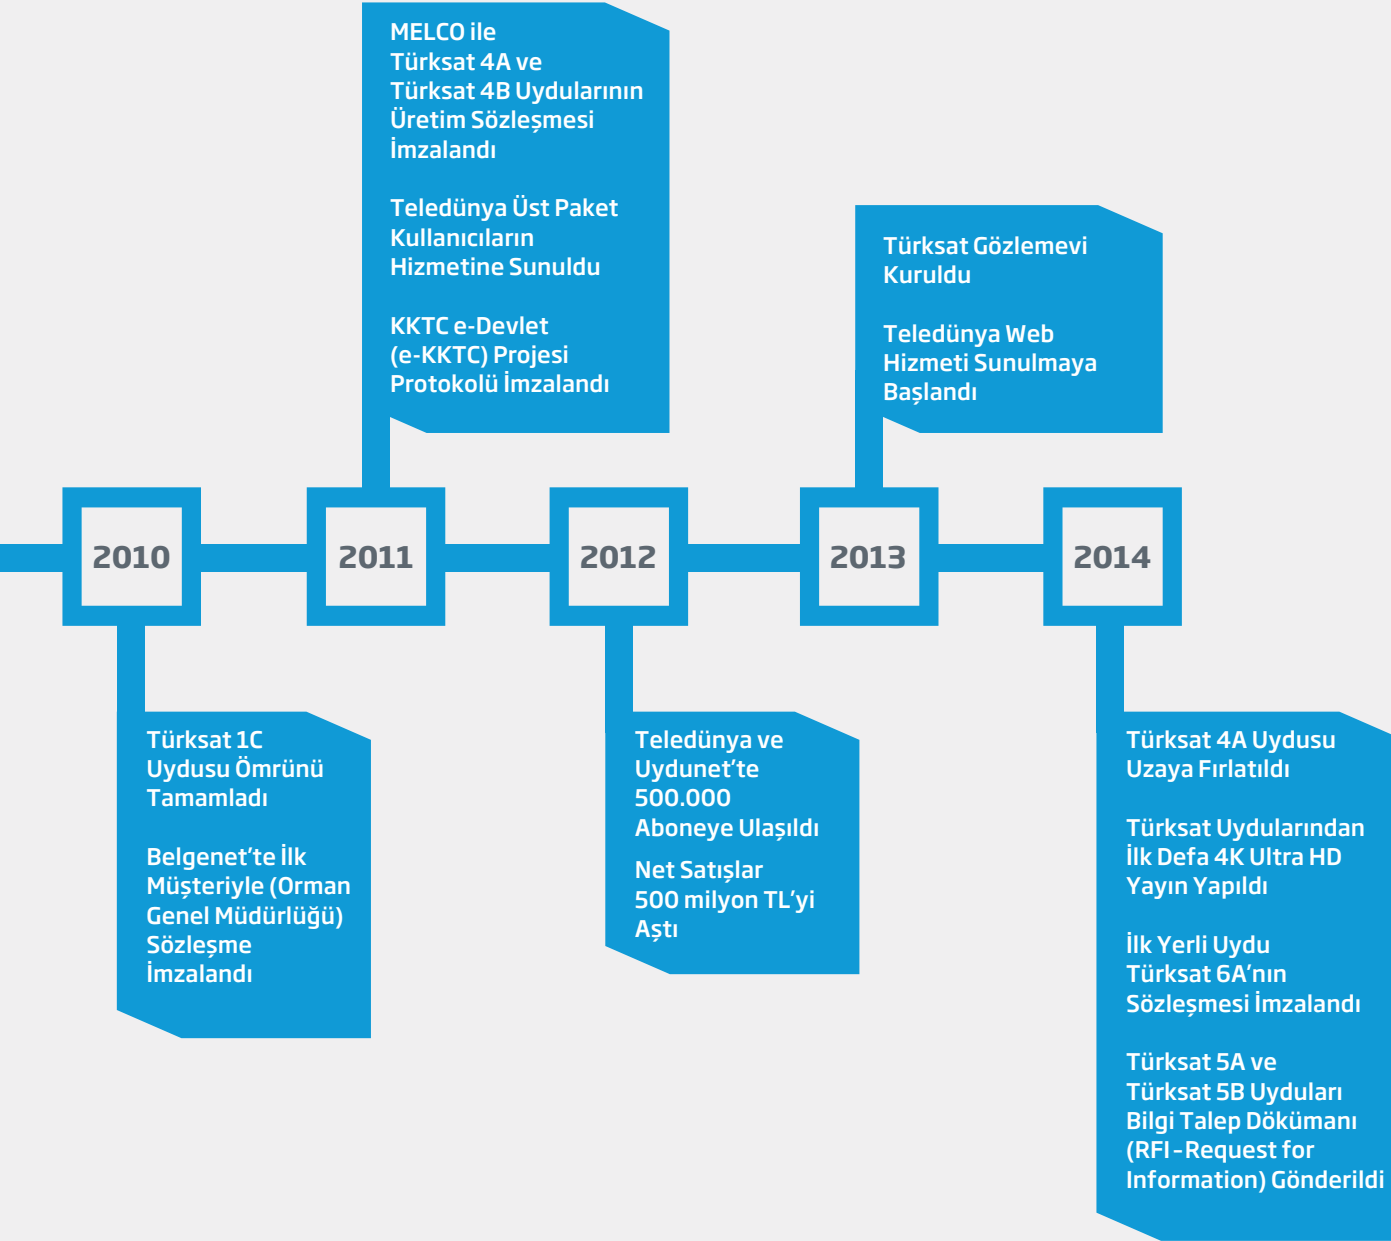 MELCO ile
Türksat 4A ve
Türksat 4B Uydularının
Üretim Sözleşmesi
İmzalandı
Teledünya Üst Paket
Kullanıcıların
Hizmetine Sunuldu
KKTC e-Devlet
(e-KKTC) Projesi
Protokolü İmzalandı
Türksat Gözlemevi
Kuruldu
Teledünya Web
Hizmeti Sunulmaya
Başlandı
2010
2011
2012
2013
2014
Türksat 1C
Uydusu Ömrünü
Tamamladı
Belgenet’te İlk
Müşteriyle (Orman
Genel Müdürlüğü)
Sözleşme
İmzalandı
Teledünya ve
Uydunet’te
500.000
Aboneye Ulaşıldı
Net Satışlar
500 milyon TL’yi
Aştı
Türksat 4A Uydusu
Uzaya Fırlatıldı
Türksat Uydularından
İlk Defa 4K Ultra HD
Yayın Yapıldı
İlk Yerli Uydu
Türksat 6A’nın
Sözleşmesi İmzalandı
Türksat 5A ve
Türksat 5B Uyduları
Bilgi Talep Dökümanı
(RFI-Request for
Information) Gönderildi